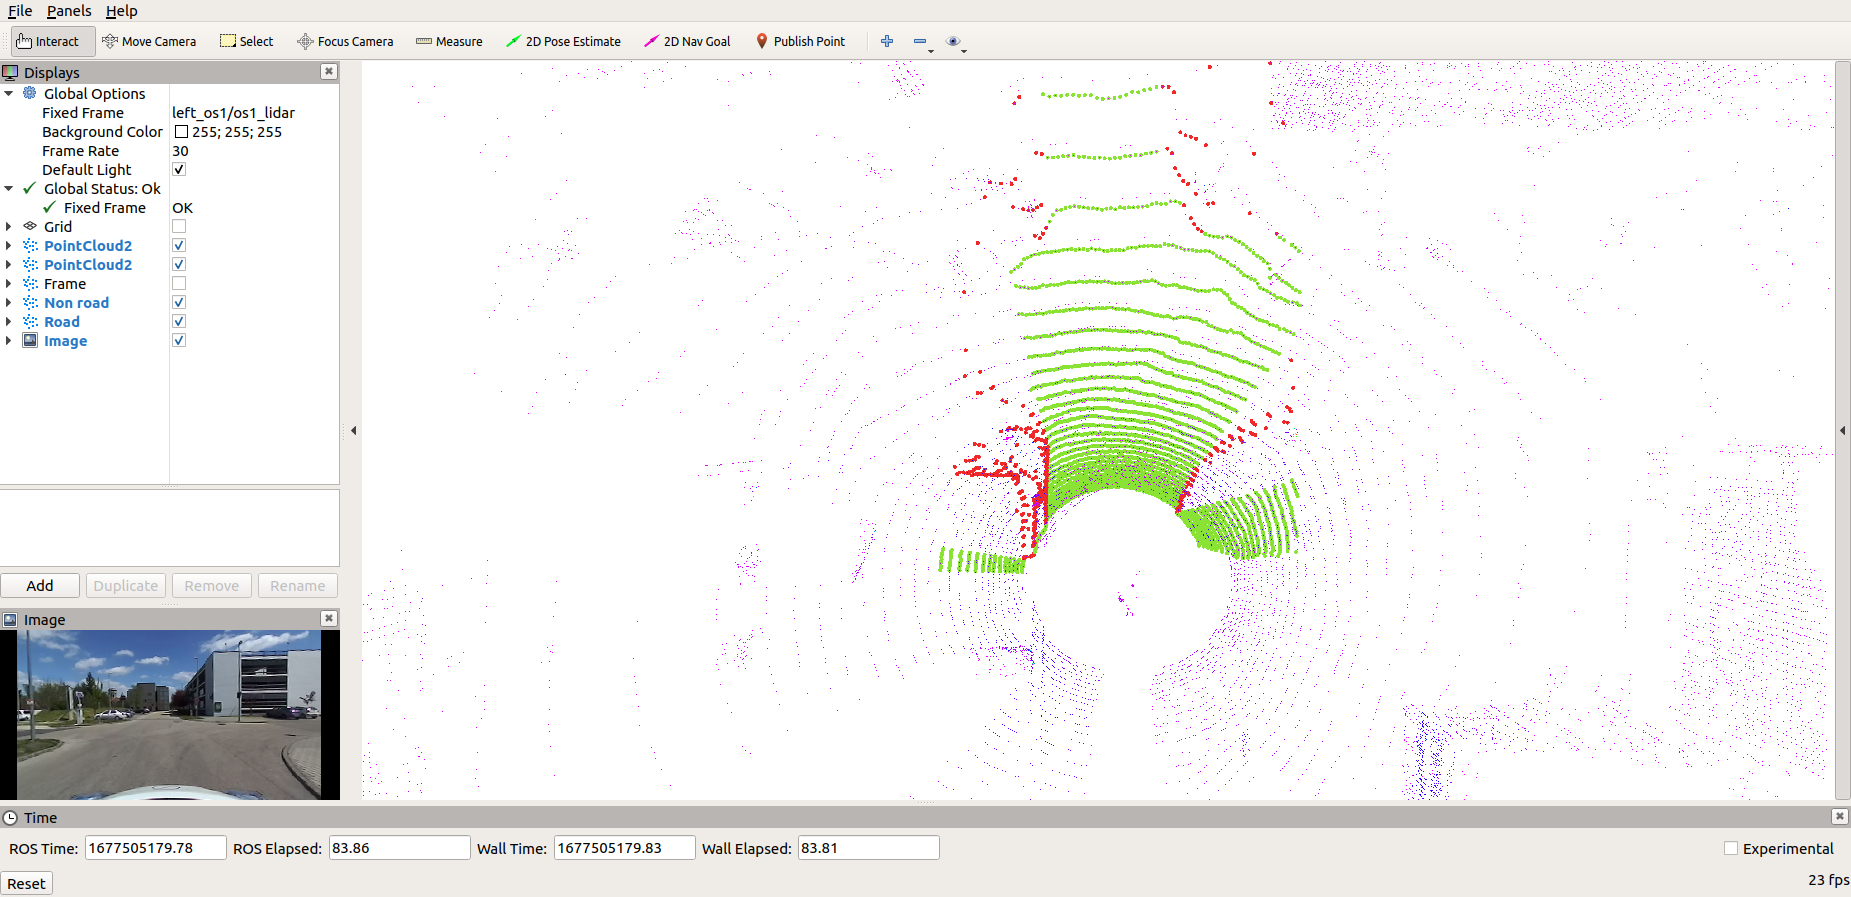 File Panels Help
Interact Move Camera Select Focus Camera Measure 2D Pose Estimate 2D Nav Goal Publish Point
Displays
Global Options
Fixed Frame left_os1/os1_lidar
Background Color 255; 255; 255
Frame Rate 30
Default Light
Global Status: Ok
Fixed Frame OK
Grid
PointCloud2
PointCloud2
Frame
Non road
Road
Image
Add Duplicate Remove Rename
Image
Time
ROS Time: 1677505179.78 ROS Elapsed: 83.86 Wall Time: 1677505179.83 Wall Elapsed: 83.81 Experimental
Reset 23 fps